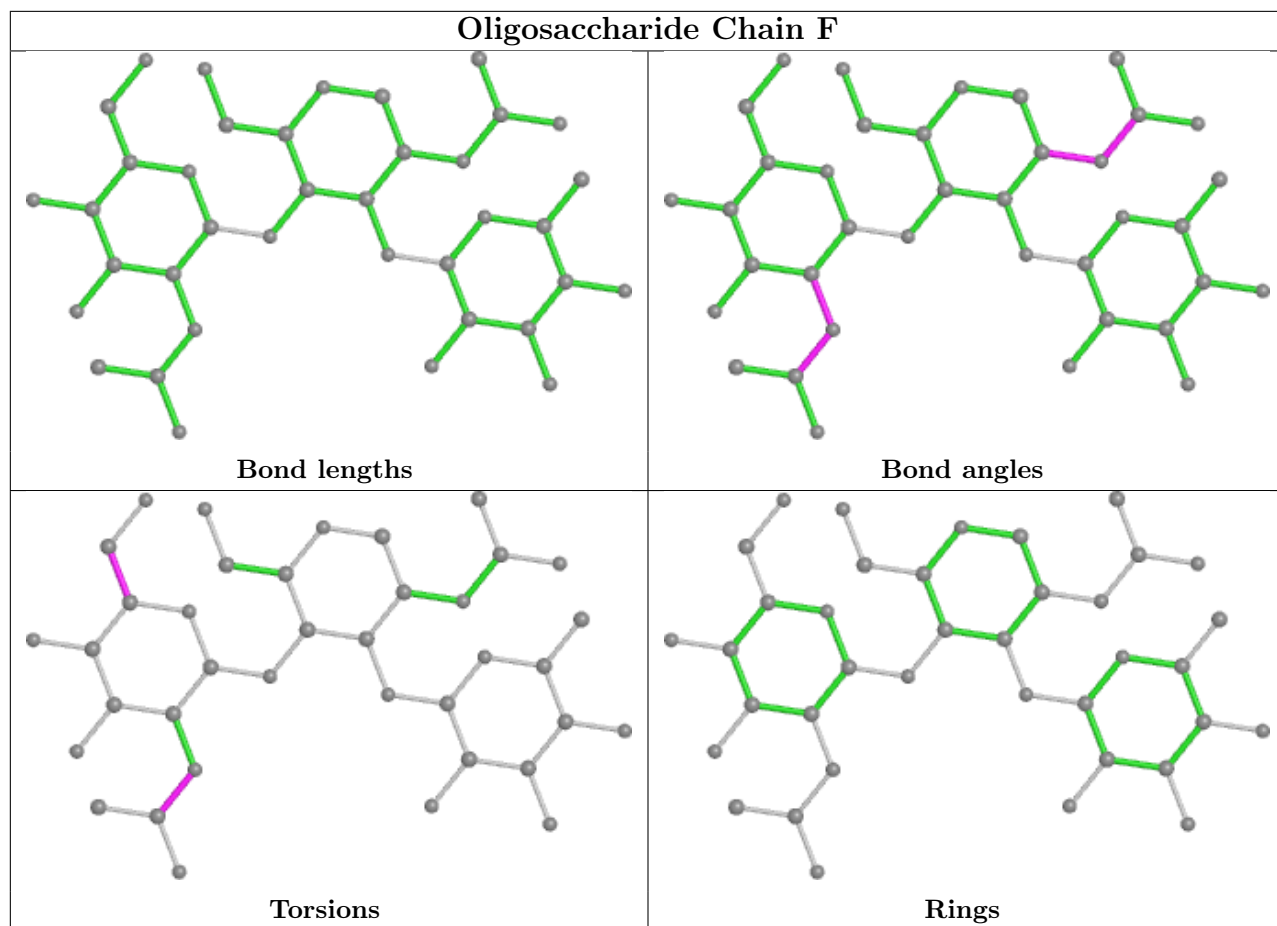 Oligosaccharide Chain F
Bond lengths
Bond angles
Torsions
Rings